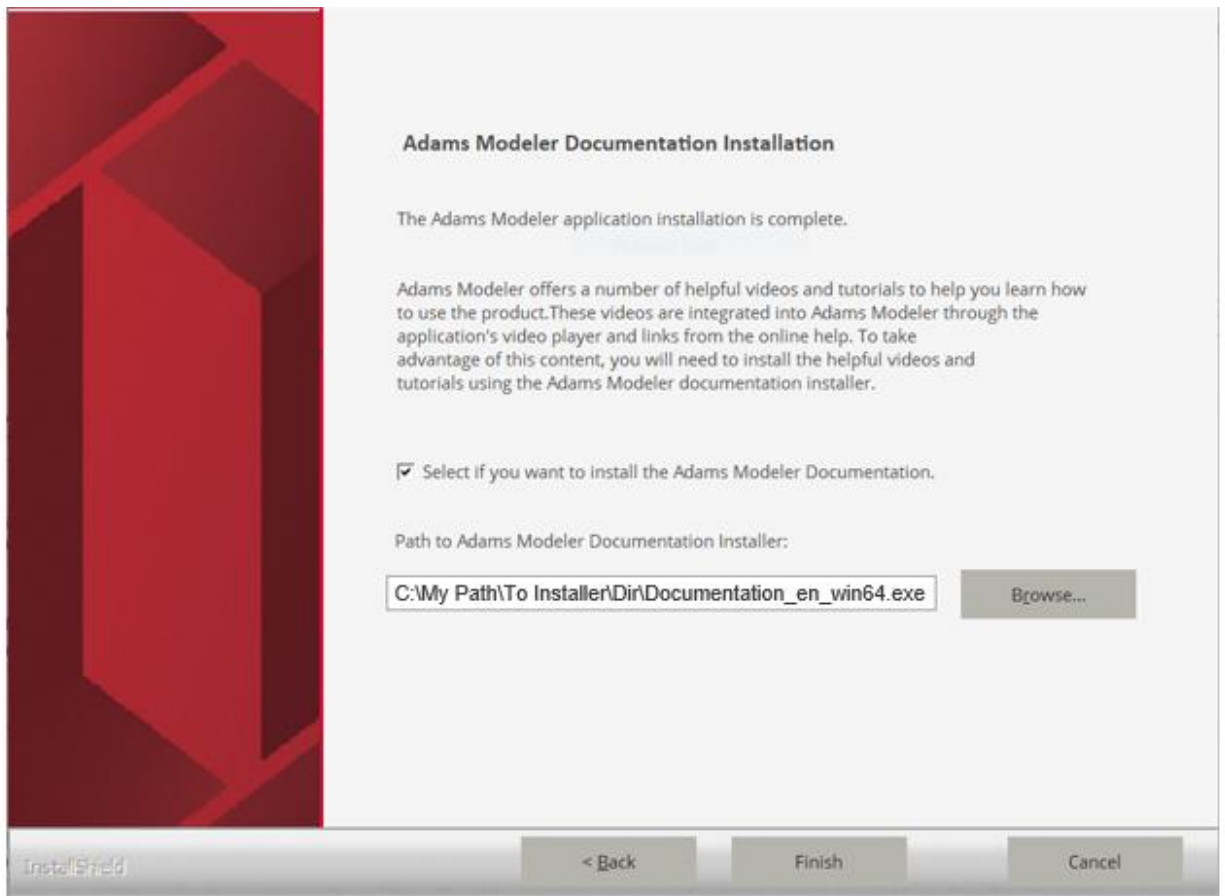 Adams Modeler Documentation Installation
The Adams Modeler application installation is complete.
Adams Modeler offers a number of helpful videos and tutorials to help you learn how
to use the product.These videos are integrated into Adams Modeler through the
application's video player and links from the online help. To take
advantage of this content, you will need to install the helpful videos and
tutorials using the Adams Modeler documentation installer.
Select if you want to install the Adams Modeler Documentation.
Path to Adams Modeler Documentation Installer:
C:\My Path\To Installer\Dir\Documentation_en_win64.exe
Browse...
InstallShield
< Back
Finish
Cancel